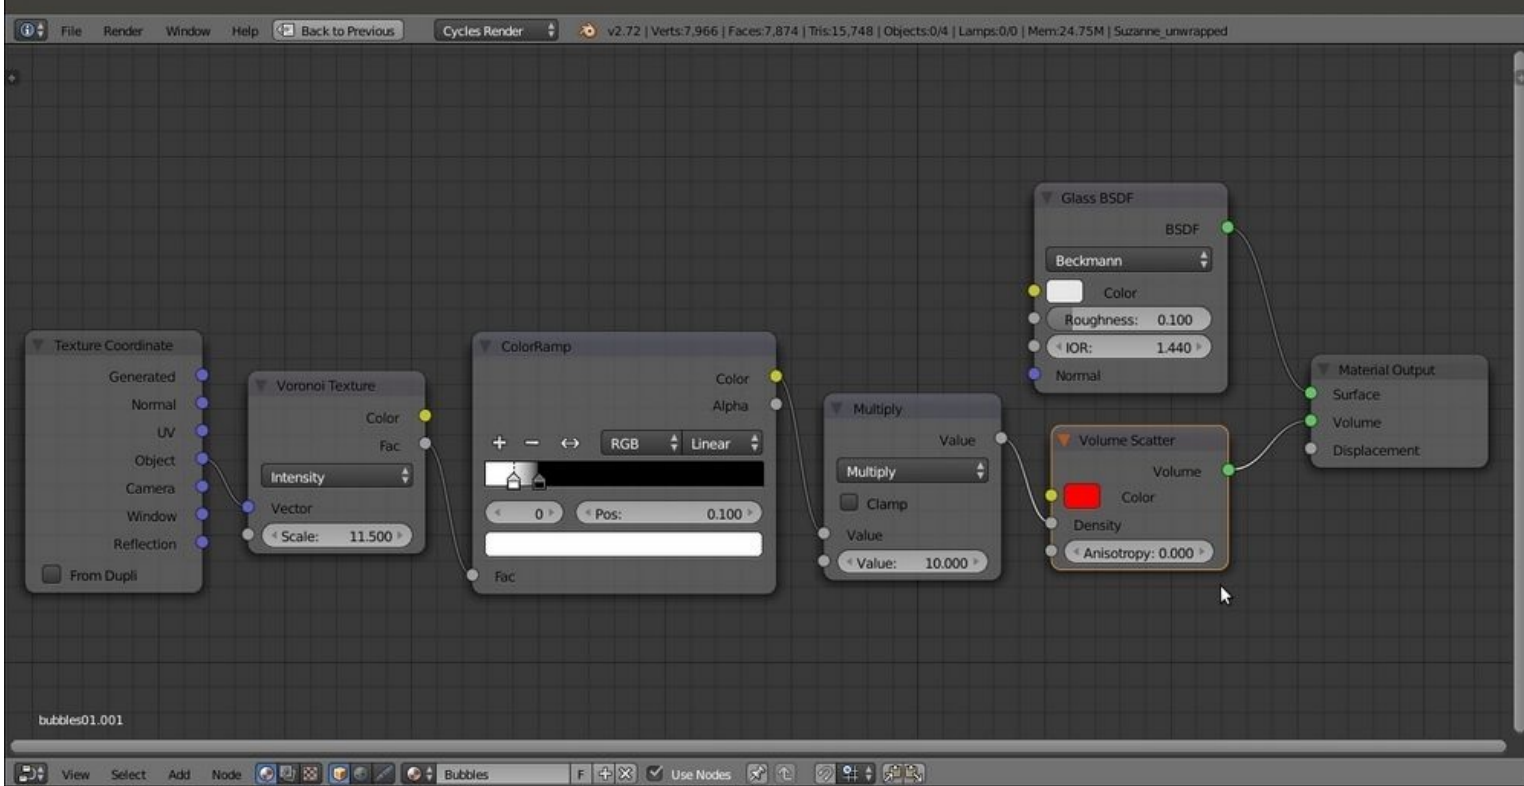 File Render Window Help Back to Previous Cycles Render v2.72 | Verts:7,966 | Faces:7,874 | Tris:15,748 | Objects:0/4 | Lamps:0/0 | Mem:24.75M | Suzanne_unwrapped
Texture Coordinate
Generated
Normal
UV
Object
Camera
Window
Reflection
From Dupli
Voronoi Texture
Color
Fac
Intensity
Vector
Scale: 11.500
ColorRamp
Color
Alpha
RGB Linear
0 Pos: 0.100
Fac
Multiply
Value
Multiply
Clamp
Value
Value: 10.000
Glass BSDF
BSDF
Beckmann
Color
Roughness: 0.100
IOR: 1.440
Normal
Volume Scatter
Volume
Color
Density
Anisotropy: 0.000
Material Output
Surface
Volume
Displacement
bubbles01.001
View Select Add Node Bubbles F Use Nodes